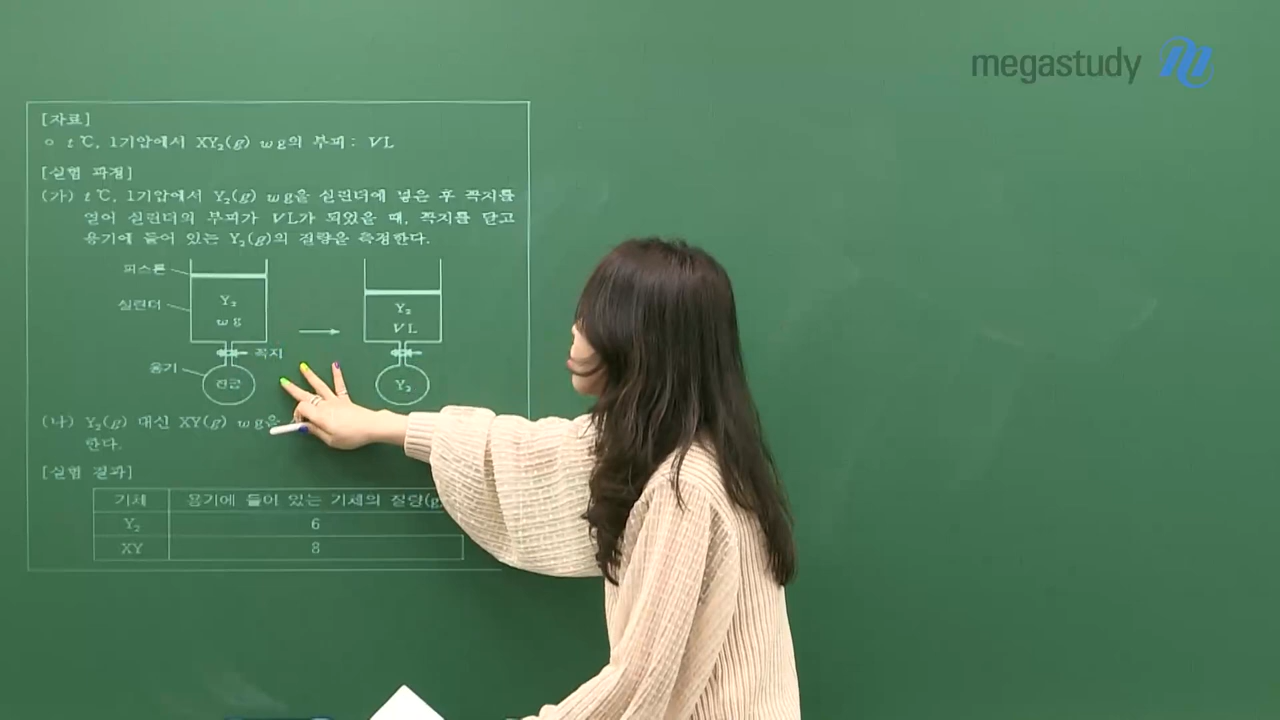 megastudy
[자료]
○ t ℃, 1기압에서 XY₂(g) w g의 부피 : V L
[실험 과정]
(가) t ℃, 1기압에서 Y₂(g) w g을 실린더에 넣은 후 꼭지를
열어 실린더의 부피가 V L가 되었을 때, 꼭지를 닫고
용기에 들어 있는 Y₂(g)의 질량을 측정한다.
피스톤
실린더
Y₂
w g
Y₂
V L
꼭지
용기
진공
Y₂
(나) Y₂(g) 대신 XY(g) w g을
한다.
[실험 결과]
기체 용기에 들어 있는 기체의 질량(g
Y₂ 6
XY 8